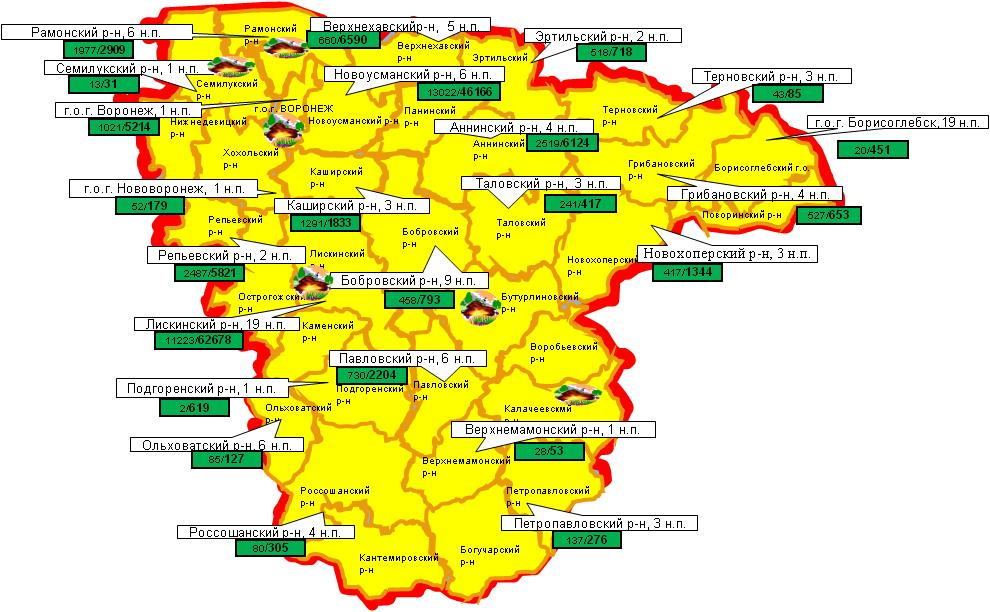 Рамонский р-н, 6 н.п.
1977/2909
Рамонский
р-н
Верхнехавский р-н, 5 н.п.
660/6590
Верхнехавский
р-н
Эртильский р-н, 2 н.п.
518/718
Эртильский
Семилукский р-н, 1 н.п.
13/31
Семилукский
р-н
Новоусманский р-н, 6 н.п.
13022/46166
Терновский р-н, 3 н.п.
43/85
Терновский
р-н
г.о.г. Воронеж, 1 н.п.
1021/5214
г.о.г. ВОРОНЕЖ
Нижнедевицкий
р-н
Новоусманский р-н
Панинский
р-н
Аннинский р-н, 4 н.п.
2519/6124
Аннинский
р-н
г.о.г. Борисоглебск, 19 н.п.
20/451
Хохольский
р-н
Каширский
р-н
Грибановский
р-н
Борисоглебский г.о.
г.о.г. Нововоронеж, 1 н.п.
52/179
Каширский р-н, 3 н.п.
1291/1833
Таловский р-н, 3 н.п.
241/417
Грибановский р-н, 4 н.п.
527/653
Поворинский р-н
Репьевский
р-н
Бобровский
р-н
Таловский
р-н
Репьевский р-н, 2 н.п.
2487/5821
Лискинский
р-н
Новохоперский
р-н
Новохоперский р-н, 3 н.п.
417/1344
Бобровский р-н, 9 н.п.
458/793
Острогожский
р-н
Бутурлиновский
р-н
Лискинский р-н, 19 н.п.
11223/62678
Каменский
р-н
Воробьевский
р-н
Павловский р-н, 6 н.п.
730/2204
Подгоренский р-н, 1 н.п.
2/619
Подгоренский
р-н
Павловский
р-н
Ольховатский
р-н
Калачеевский
р-н
Верхнемамонский р-н, 1 н.п.
28/53
Ольховатский р-н, 6 н.п.
85/127
Верхнемамонский
р-н
Россошанский
р-н
Петропавловский
р-н
Россошанский р-н, 4 н.п.
80/305
Петропавловский р-н, 3 н.п.
137/276
Кантемировский
р-н
Богучарский
р-н